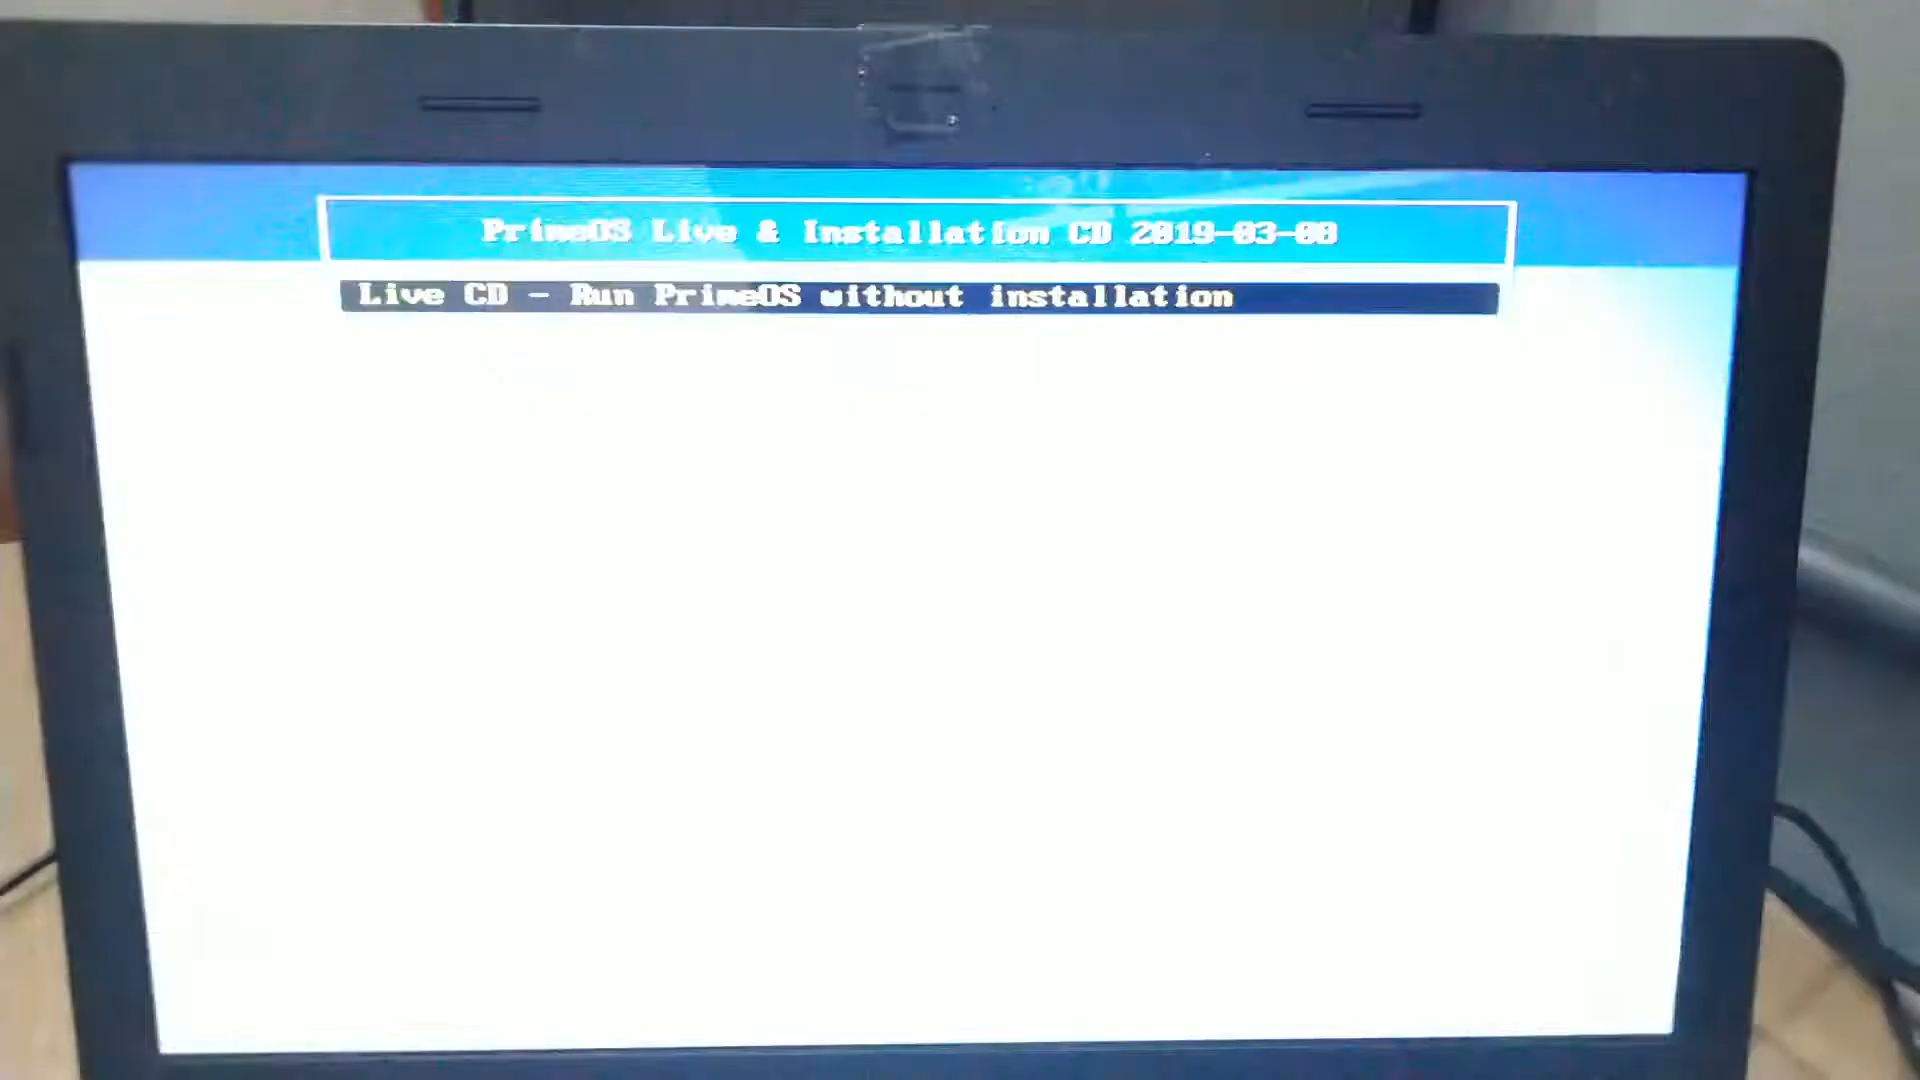 PrimeOS Live & Installation CD 2019-03-08
Live CD - Run PrimeOS without installation